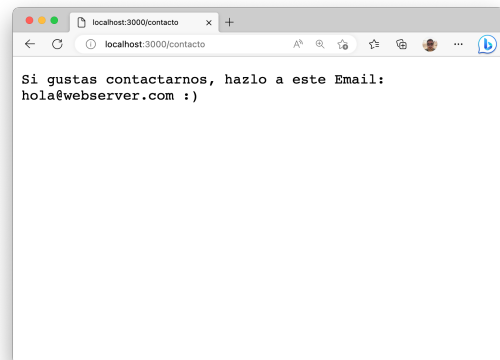 localhost:3000/contacto
localhost:3000/contacto
Si gustas contactarnos, hazlo a este Email:
hola@webserver.com :)